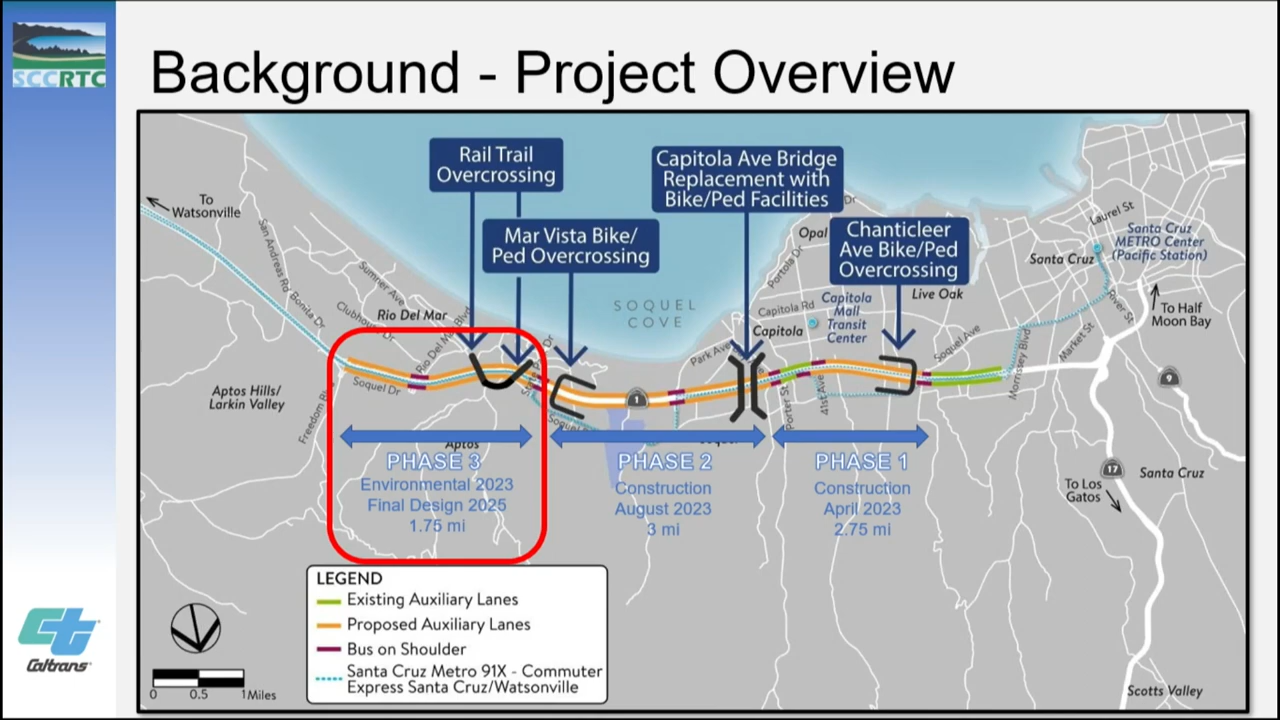 SCCRTC
Background - Project Overview
Rail Trail
Overcrossing
Mar Vista Bike/
Ped Overcrossing
Capitola Ave Bridge
Replacement with
Bike/Ped Facilities
Chanticleer
Ave Bike/Ped
Overcrossing
To
Watsonville
San Andreas Rd
Bonita Dr
Sumner Ave
Clubhouse Dr
Rio Del Mar
Rio Del Mar Blvd
Aptos Hills/
Larkin Valley
Freedom
Soquel Dr
Aptos
SOQUEL
COVE
Park Ave
Opal
Dr
Portola Dr
Capitola Rd
Capitola
Capitola
Mall
Transit
Center
Live Oak
Soquel Ave
Porter St
41st Ave
Soquel
1
Morrissey Blvd
Market St
River St
Laurel St
Santa Cruz
Santa Cruz
METRO Center
(Pacific Station)
To Half
Moon Bay
9
17
To Los
Gatos
Santa Cruz
Scotts Valley
PHASE 3
Environmental 2023
Final Design 2025
1.75 mi
PHASE 2
Construction
August 2023
3 mi
PHASE 1
Construction
April 2023
2.75 mi
LEGEND
Existing Auxiliary Lanes
Proposed Auxiliary Lanes
Bus on Shoulder
Santa Cruz Metro 91X - Commuter
Express Santa Cruz/Watsonville
0 0.5 1 Miles
ct
Caltrans